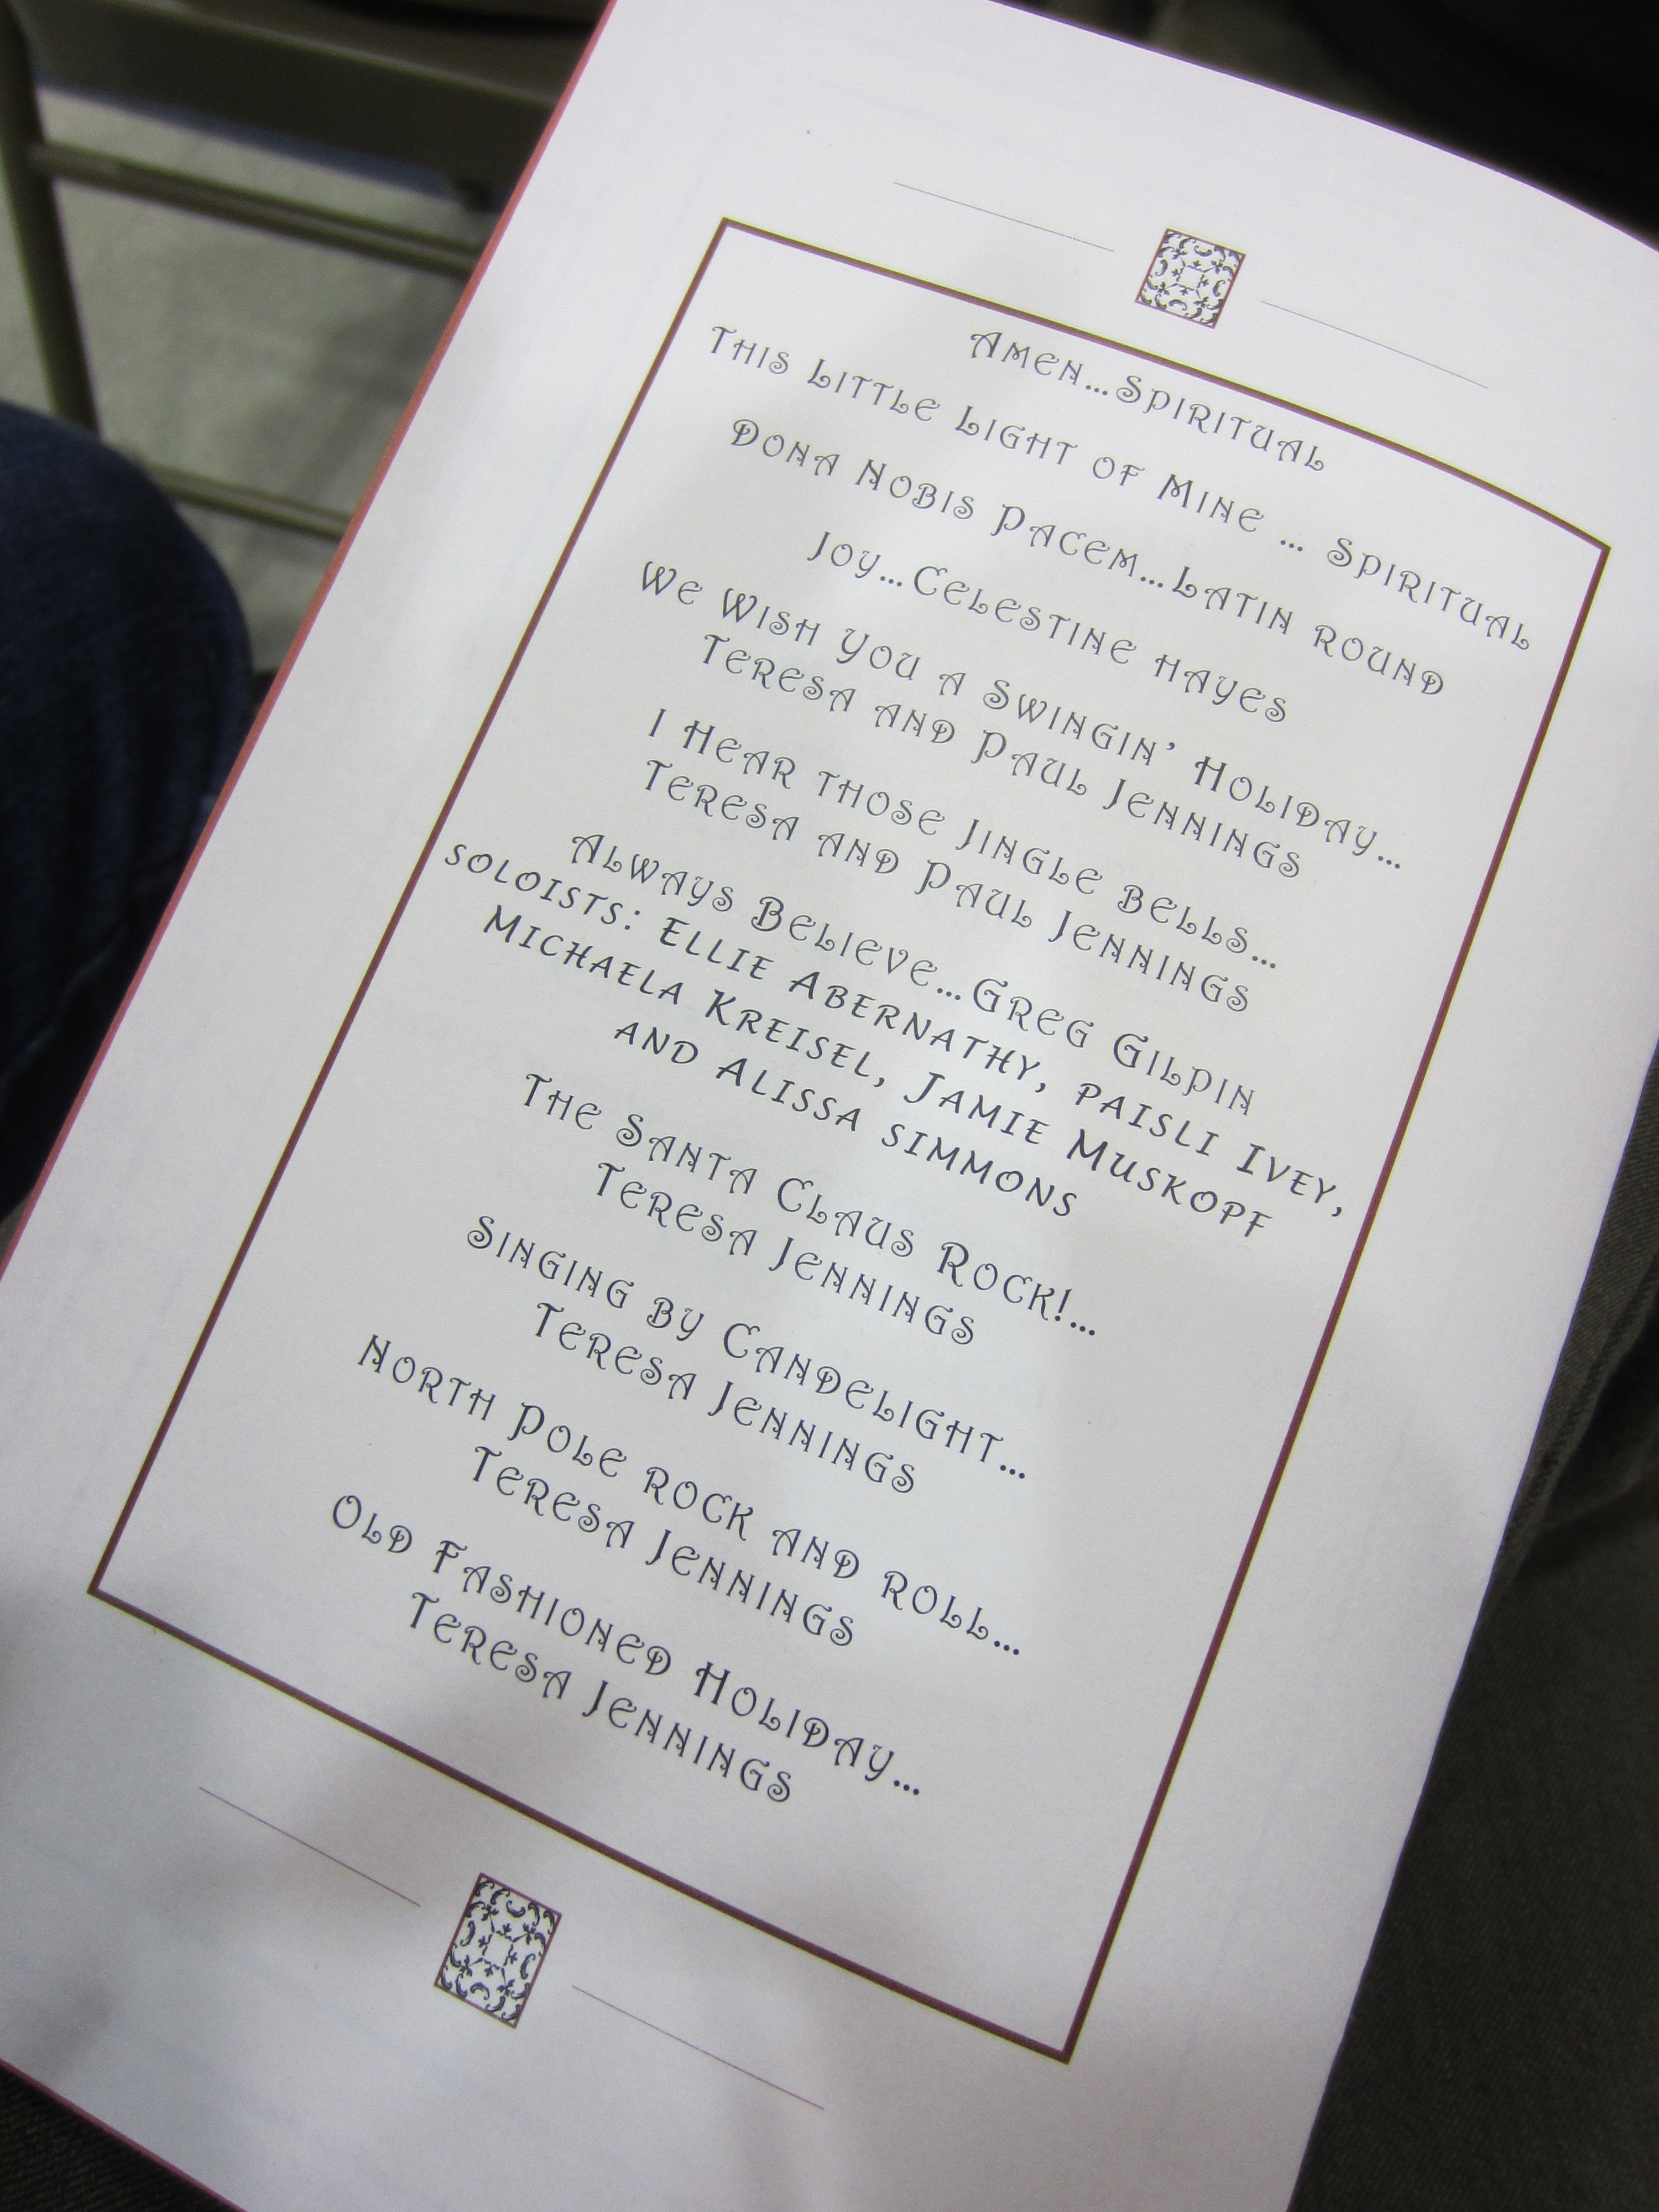 Amen...Spiritual
This Little Light of Mine ... Spiritual
Dona Nobis Pacem...Latin round
Joy...Celestine hayes
We Wish You a Swingin' Holiday...
Teresa and Paul Jennings
I Hear those Jingle bells...
Teresa and Paul Jennings
Always Believe...Greg Gilpin
soloists: Ellie Abernathy, paisli Ivey,
Michaela Kreisel, Jamie Muskopf
and Alissa simmons
The Santa Claus Rock!...
Teresa Jennings
Singing by Candelight...
Teresa Jennings
North Pole rock and roll...
Teresa Jennings
Old Fashioned Holiday...
Teresa Jennings